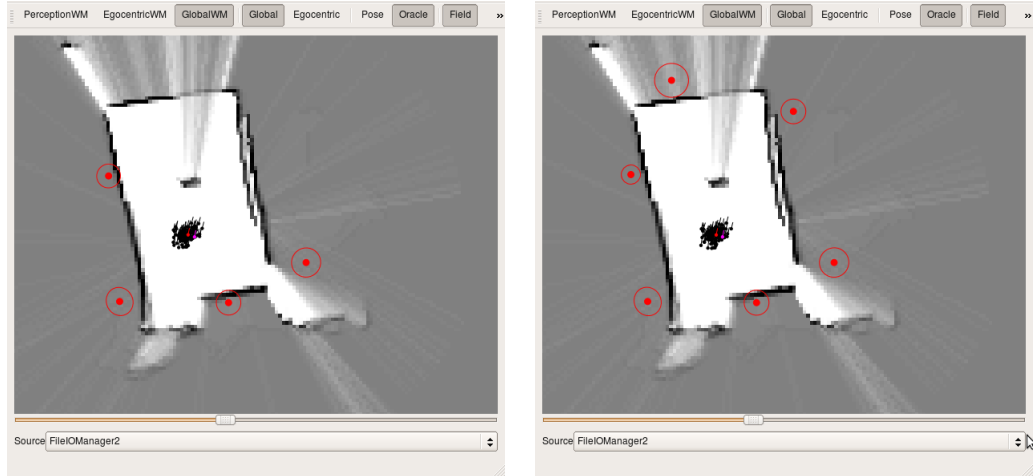 PerceptionWM EgocentricWM GlobalWM Global Egocentric Pose Oracle Field »
Source FileIOManager2
PerceptionWM EgocentricWM GlobalWM Global Egocentric Pose Oracle Field »
Source FileIOManager2